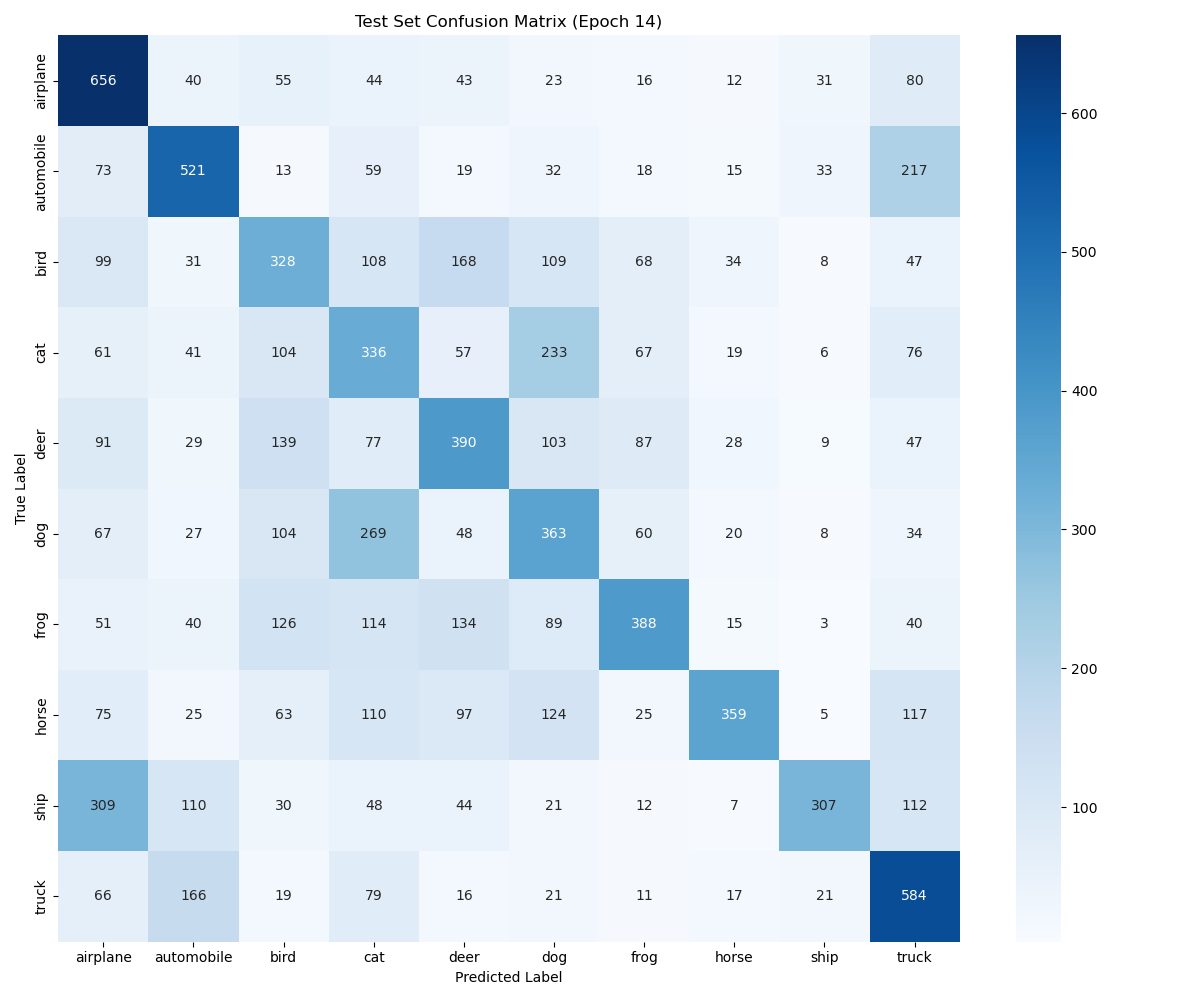 Test Set Confusion Matrix (Epoch 14)
airplane 656 40 55 44 43 23 16 12 31 80
automobile 73 521 13 59 19 32 18 15 33 217
bird 99 31 328 108 168 109 68 34 8 47
cat 61 41 104 336 57 233 67 19 6 76
deer 91 29 139 77 390 103 87 28 9 47
dog 67 27 104 269 48 363 60 20 8 34
frog 51 40 126 114 134 89 388 15 3 40
horse 75 25 63 110 97 124 25 359 5 117
ship 309 110 30 48 44 21 12 7 307 112
truck 66 166 19 79 16 21 11 17 21 584
airplane automobile bird cat deer dog frog horse ship truck
Predicted Label
True Label
600
500
400
300
200
100